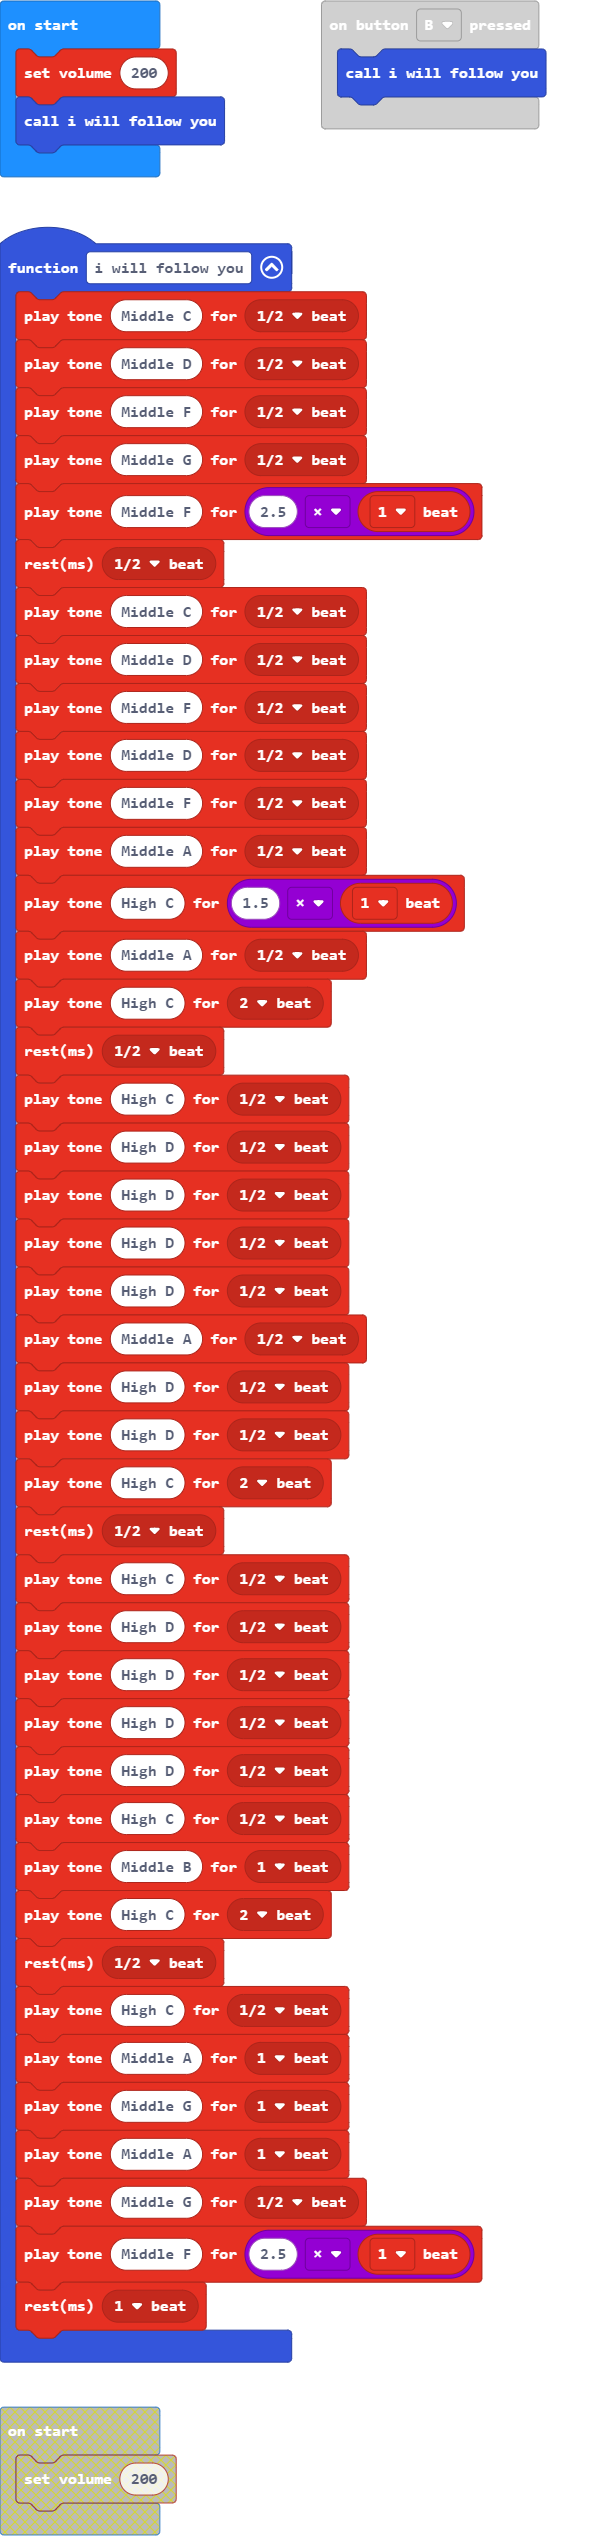 on start
on button B pressed
set volume 200
call i will follow you
call i will follow you
function i will follow you
play tone Middle C for 1/2 beat
play tone Middle D for 1/2 beat
play tone Middle F for 1/2 beat
play tone Middle G for 1/2 beat
play tone Middle F for 2.5 × 1 beat
rest(ms) 1/2 beat
play tone Middle C for 1/2 beat
play tone Middle D for 1/2 beat
play tone Middle F for 1/2 beat
play tone Middle D for 1/2 beat
play tone Middle F for 1/2 beat
play tone Middle A for 1/2 beat
play tone High C for 1.5 × 1 beat
play tone Middle A for 1/2 beat
play tone High C for 2 beat
rest(ms) 1/2 beat
play tone High C for 1/2 beat
play tone High D for 1/2 beat
play tone High D for 1/2 beat
play tone High D for 1/2 beat
play tone High D for 1/2 beat
play tone Middle A for 1/2 beat
play tone High D for 1/2 beat
play tone High D for 1/2 beat
play tone High C for 2 beat
rest(ms) 1/2 beat
play tone High C for 1/2 beat
play tone High D for 1/2 beat
play tone High D for 1/2 beat
play tone High D for 1/2 beat
play tone High D for 1/2 beat
play tone High C for 1/2 beat
play tone Middle B for 1 beat
play tone High C for 2 beat
rest(ms) 1/2 beat
play tone High C for 1/2 beat
play tone Middle A for 1 beat
play tone Middle G for 1 beat
play tone Middle A for 1 beat
play tone Middle G for 1/2 beat
play tone Middle F for 2.5 × 1 beat
rest(ms) 1 beat
on start
set volume 200